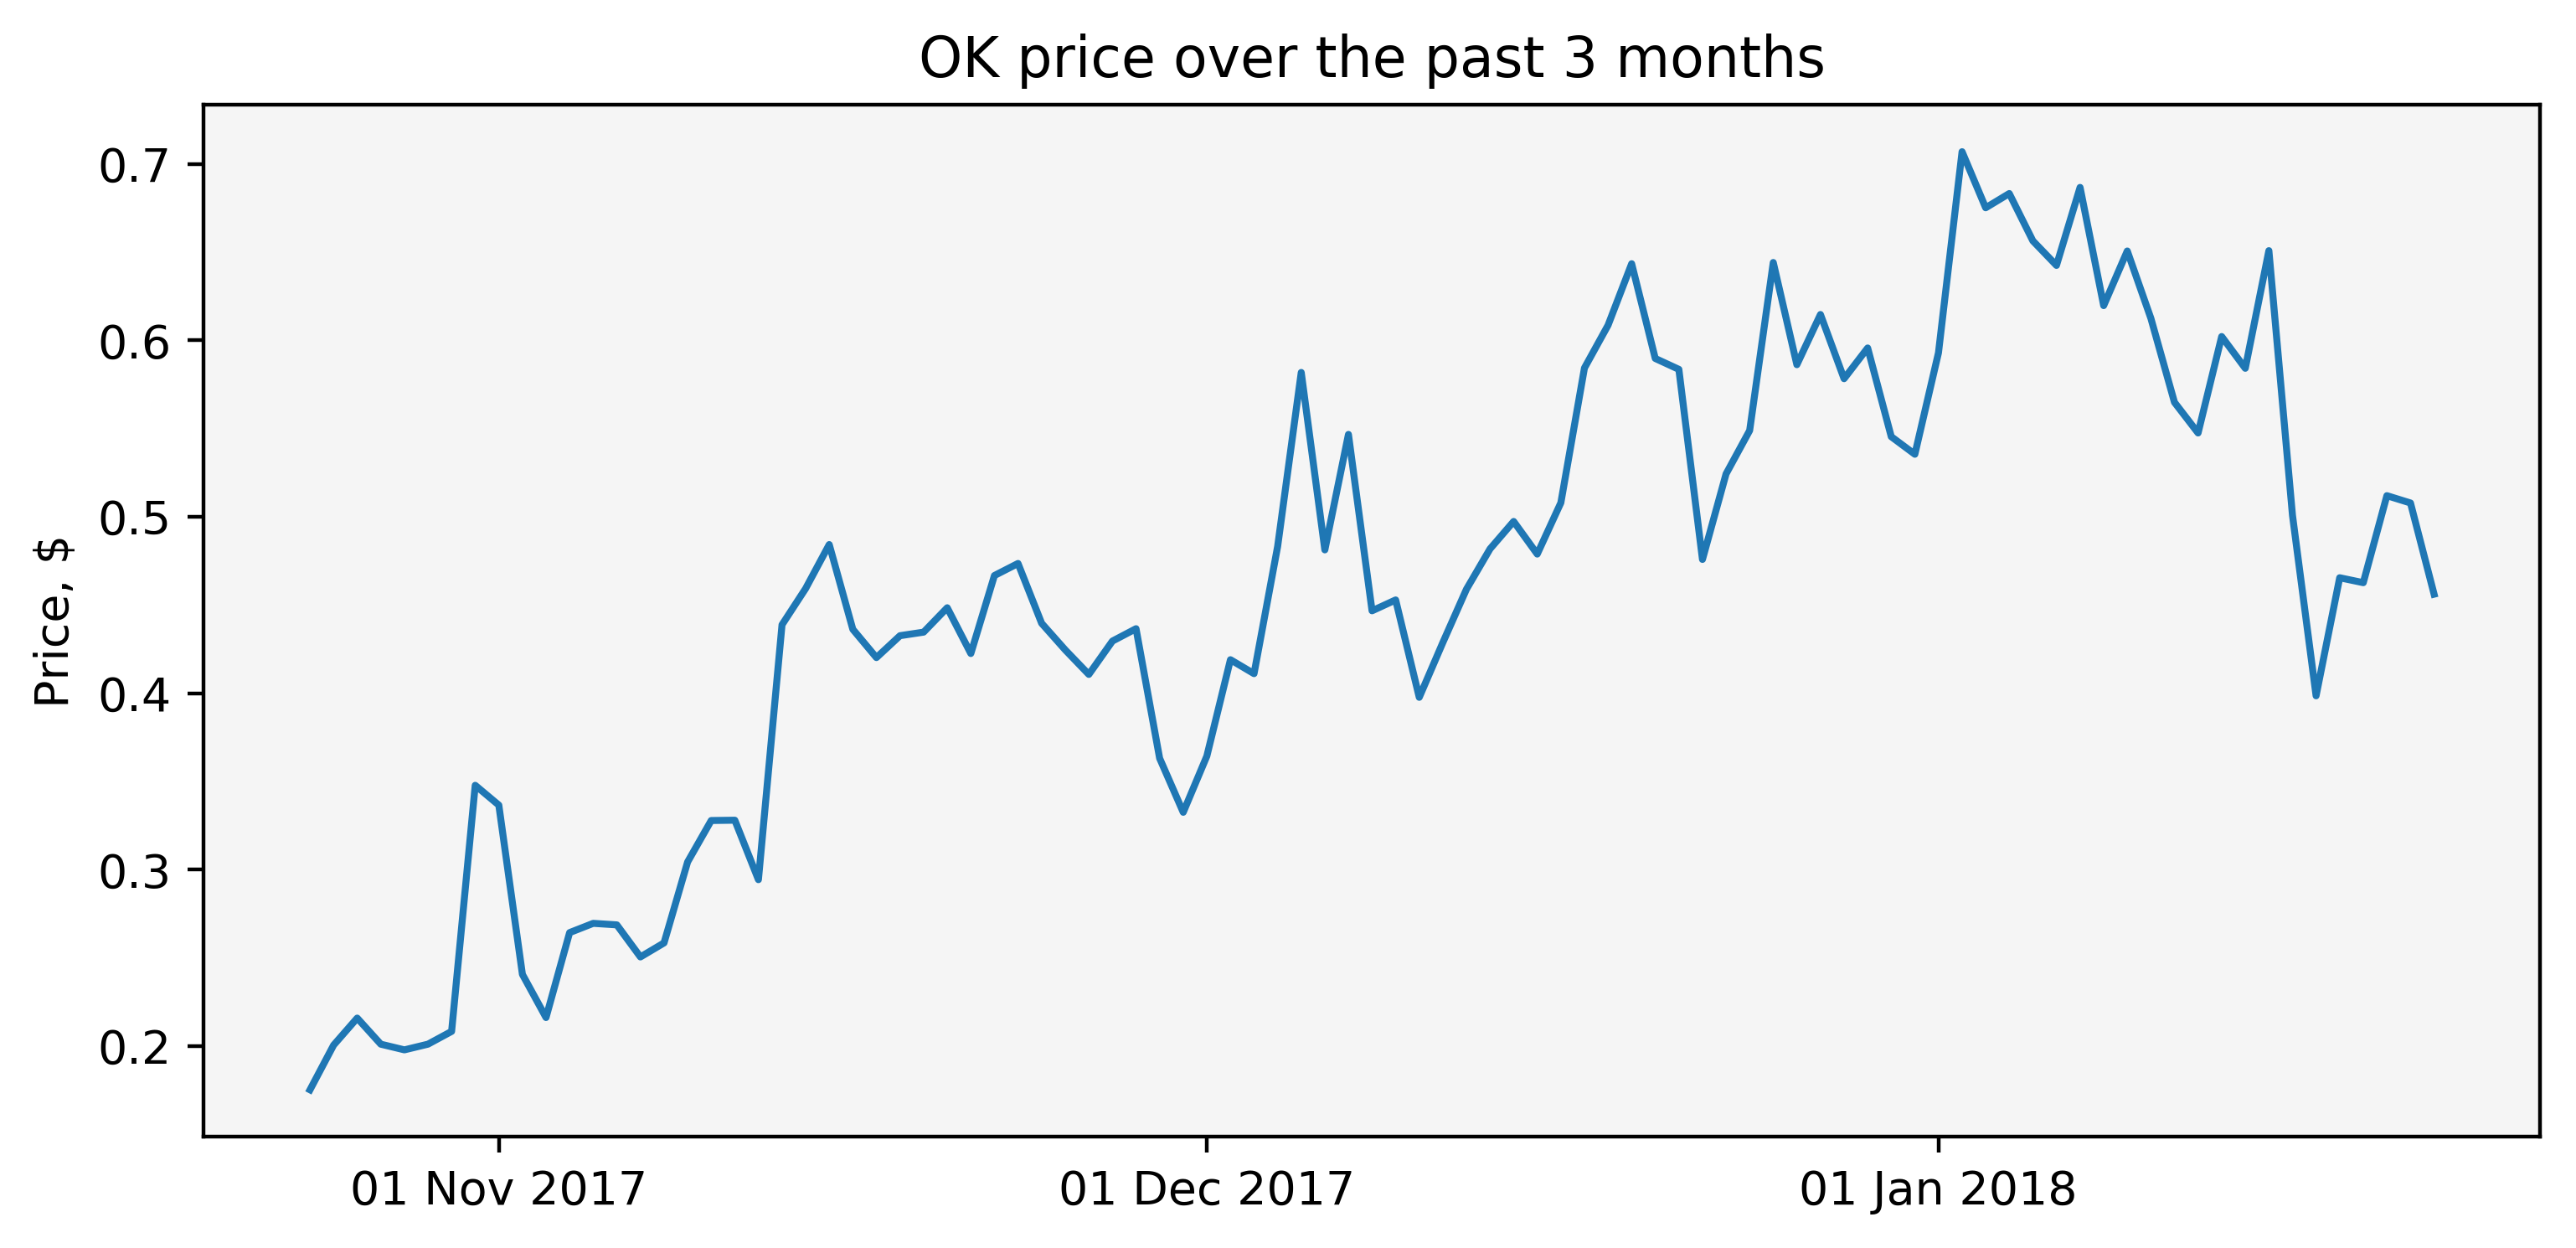 OK price over the past 3 months
Price, $
0.7
0.6
0.5
0.4
0.3
0.2
01 Nov 2017
01 Dec 2017
01 Jan 2018